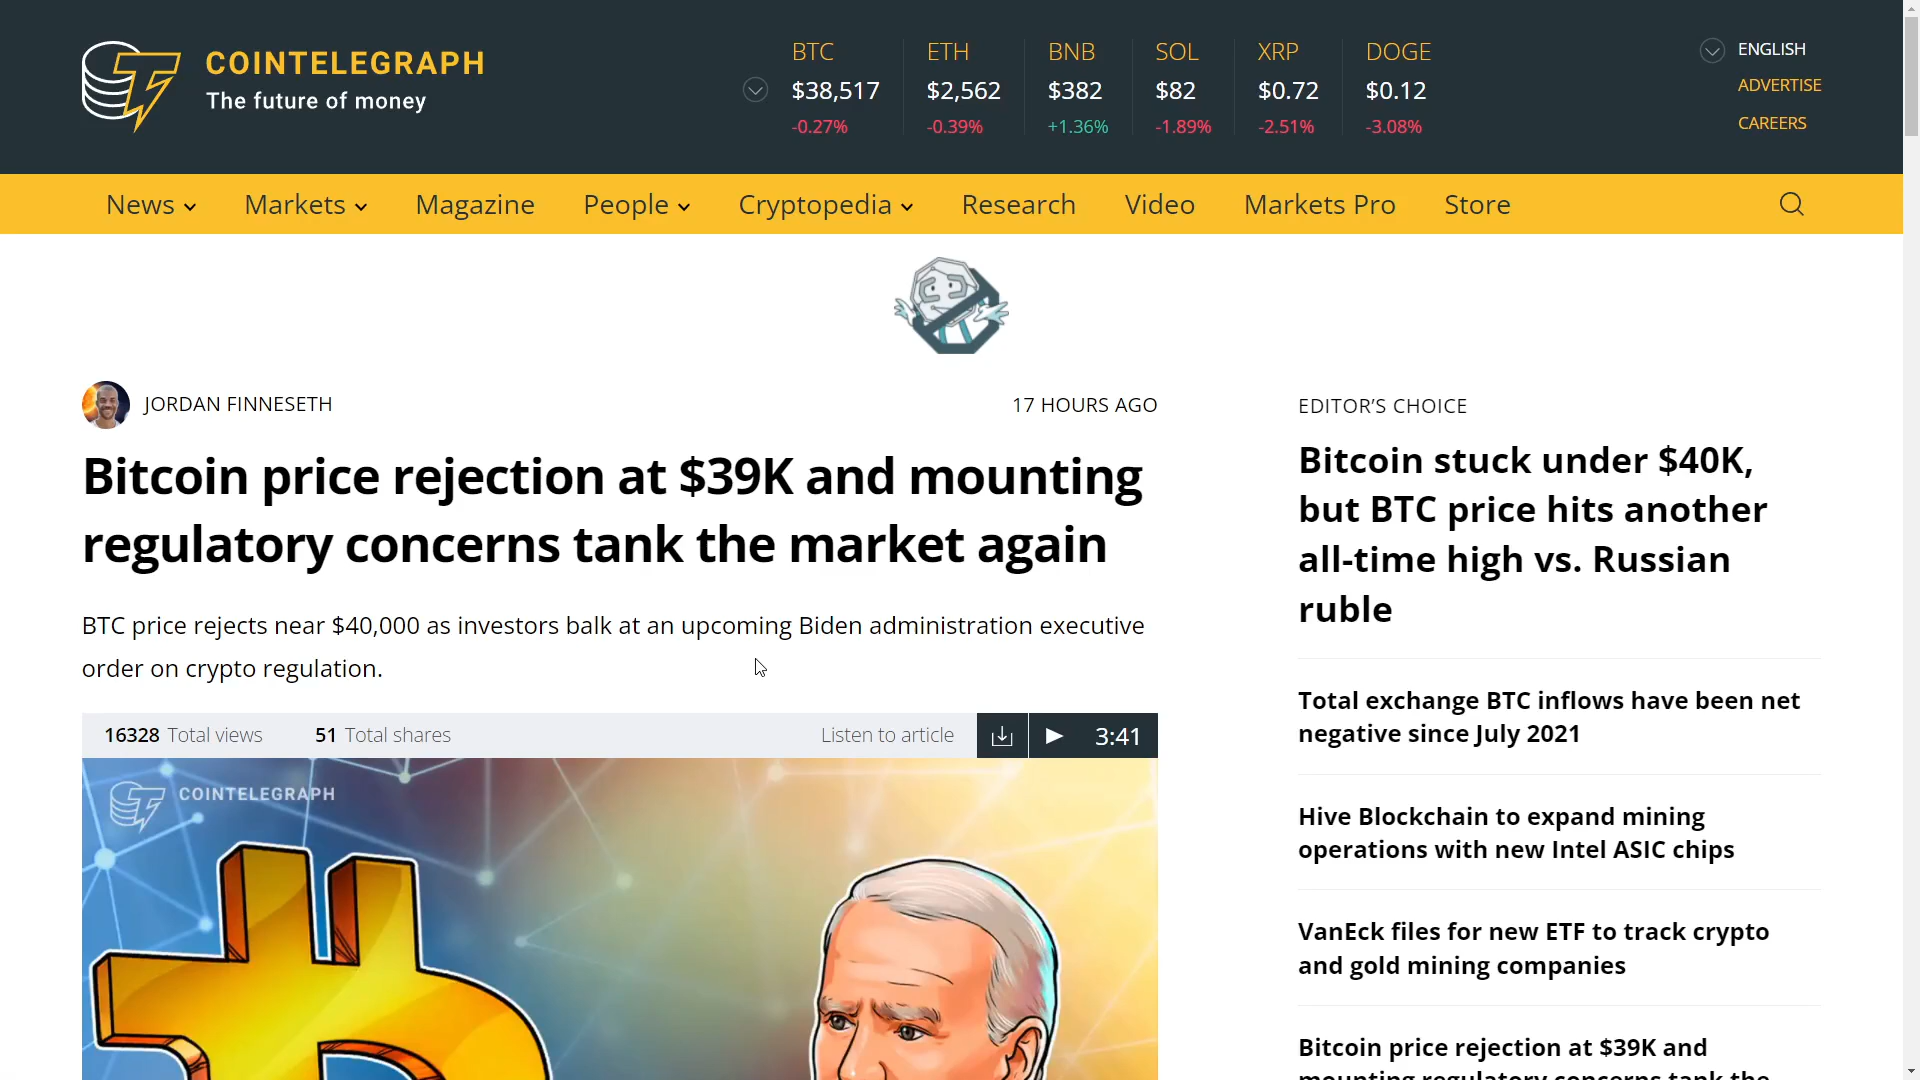 COINTELEGRAPH
The future of money
BTC
$38,517
-0.27%
ETH
$2,562
-0.39%
BNB
$382
+1.36%
SOL
$82
-1.89%
XRP
$0.72
-2.51%
DOGE
$0.12
-3.08%
ENGLISH
ADVERTISE
CAREERS
News Markets Magazine People Cryptopedia Research Video Markets Pro Store
JORDAN FINNESETH
17 HOURS AGO
Bitcoin price rejection at $39K and mounting
regulatory concerns tank the market again
BTC price rejects near $40,000 as investors balk at an upcoming Biden administration executive
order on crypto regulation.
16328 Total views 51 Total shares Listen to article 3:41
COINTELEGRAPH
EDITOR'S CHOICE
Bitcoin stuck under $40K,
but BTC price hits another
all-time high vs. Russian
ruble
Total exchange BTC inflows have been net
negative since July 2021
Hive Blockchain to expand mining
operations with new Intel ASIC chips
VanEck files for new ETF to track crypto
and gold mining companies
Bitcoin price rejection at $39K and
mounting regulatory concerns tank the